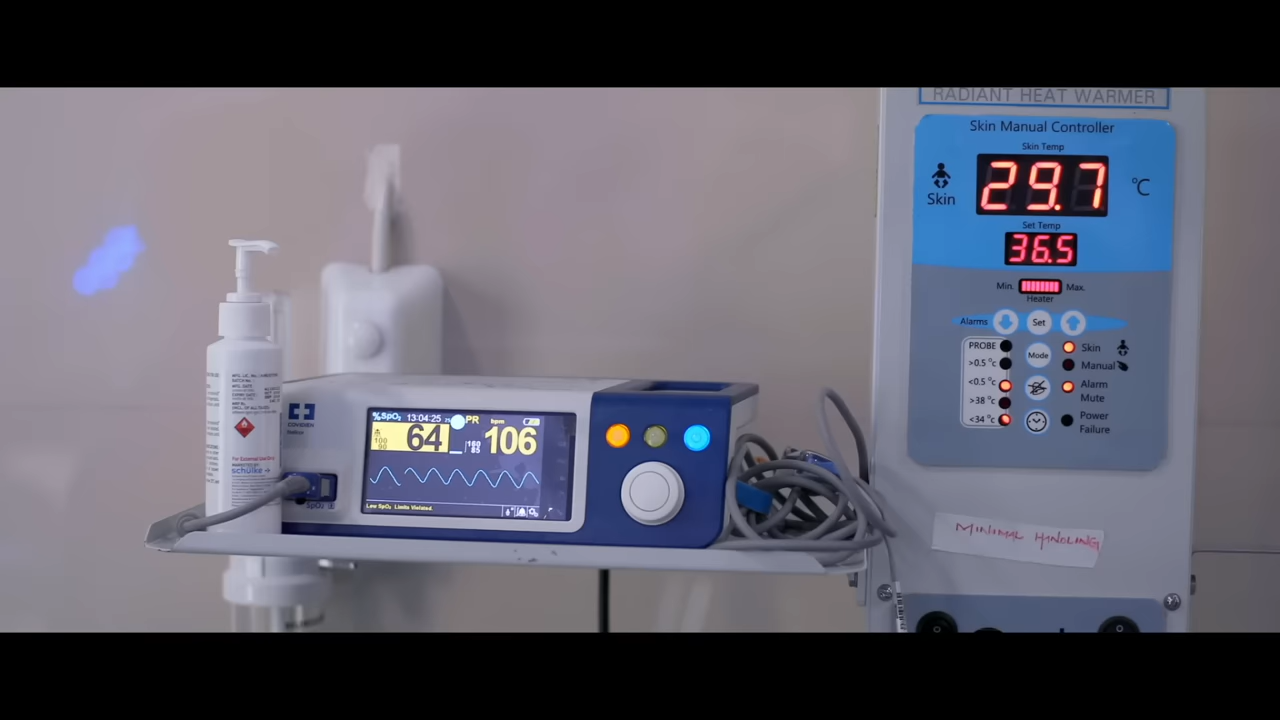 RADIANT HEAT WARMER
Skin Manual Controller
Skin Temp
29.7
°C
Skin
Set Temp
36.5
Min.
Max.
Heater
Alarms
Set
PROBE
>0.5 °C
<0.5 °C
>38 °C
<34 °C
Mode
Skin
Manual
Alarm
Mute
Power
Failure
MINIMAL HANDLING
COVIDIEN
%SpO₂ 13:04:25
PR
bpm
100
90
64
160
85
106
Low SpO₂ Limits Violated.
SpO₂
For External Use Only
schülke